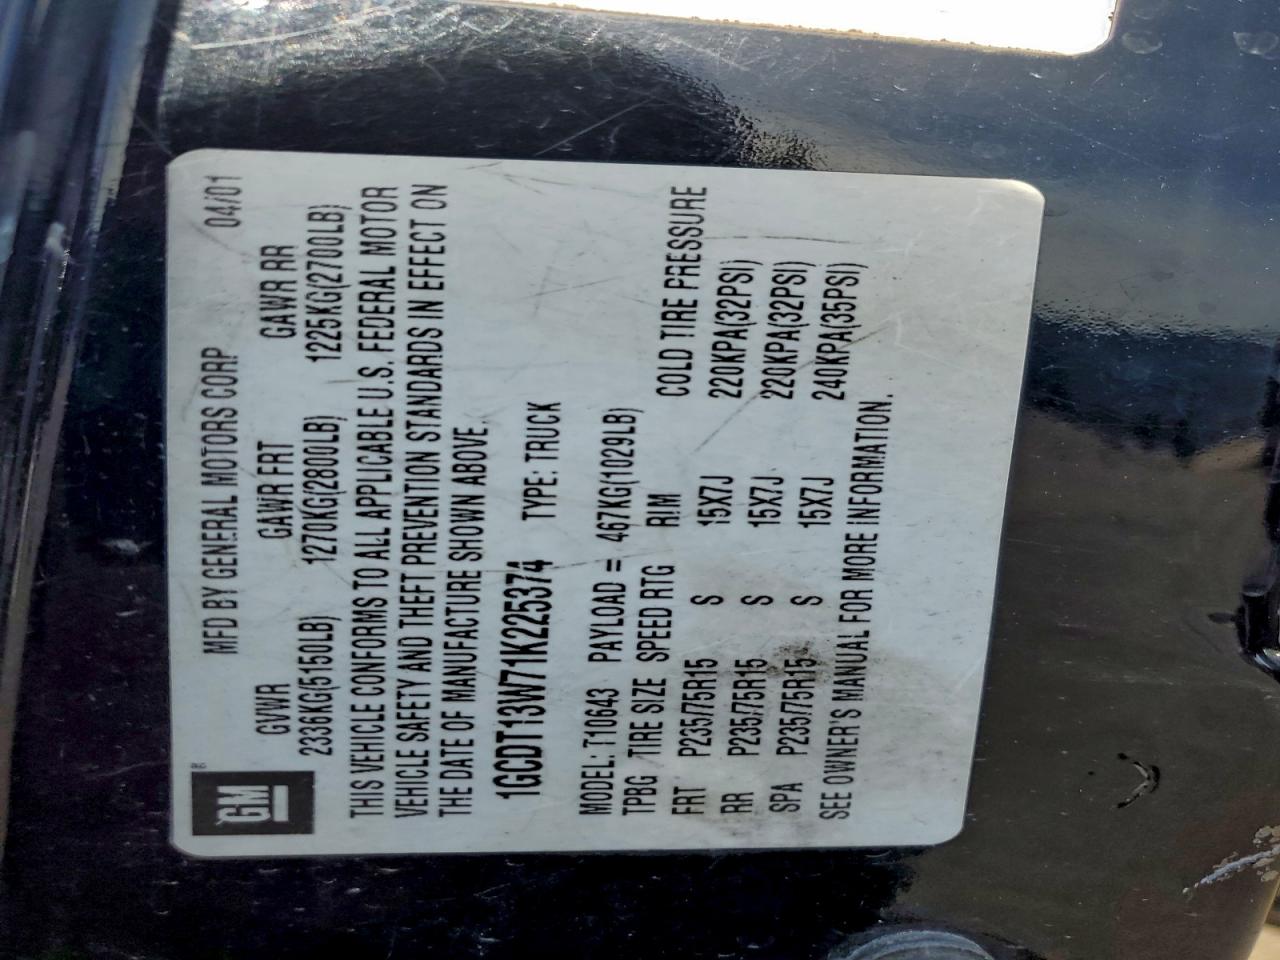 GM ®
MFD BY GENERAL MOTORS CORP 04/01
GVWR GAWR FRT GAWR RR
2336KG(5150LB) 1270KG(2800LB) 1225KG(2700LB)
THIS VEHICLE CONFORMS TO ALL APPLICABLE U.S. FEDERAL MOTOR
VEHICLE SAFETY AND THEFT PREVENTION STANDARDS IN EFFECT ON
THE DATE OF MANUFACTURE SHOWN ABOVE.
1GCDT13W71K225374 TYPE: TRUCK
MODEL: T10643 PAYLOAD = 467KG(1029LB)
TPBG TIRE SIZE SPEED RTG RIM COLD TIRE PRESSURE
FRT P235/75R15 S 15X7J 220KPA(32PSI)
RR P235/75R15 S 15X7J 220KPA(32PSI)
SPA P235/75R15 S 15X7J 240KPA(35PSI)
SEE OWNER'S MANUAL FOR MORE INFORMATION.